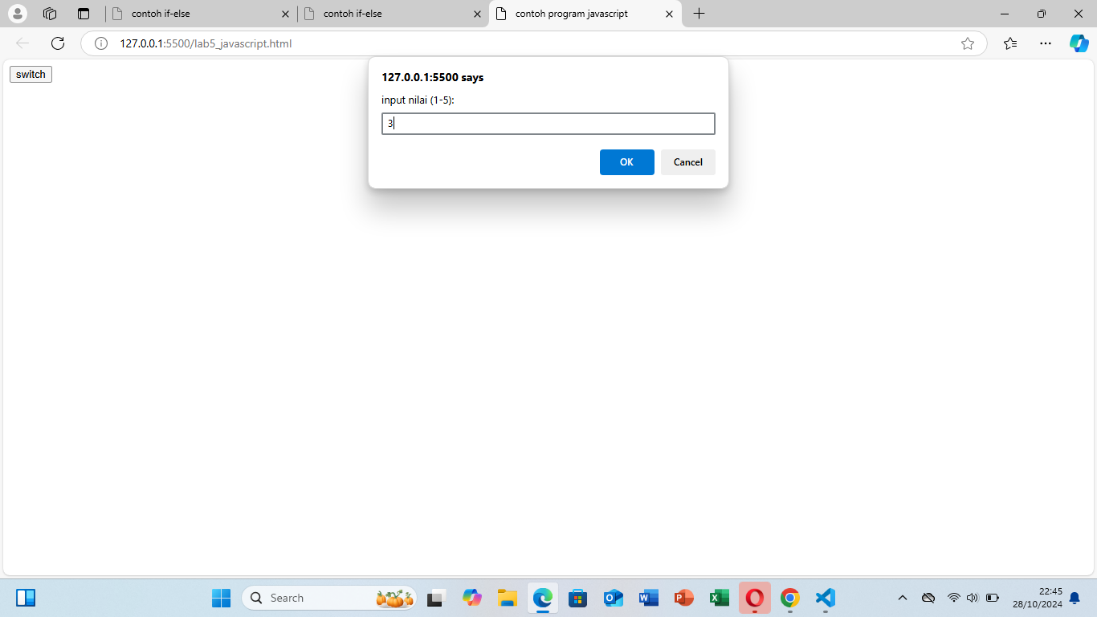 contoh if-else
contoh if-else
contoh program javascript
127.0.0.1:5500/lab5_javascript.html
switch
127.0.0.1:5500 says
input nilai (1-5):
3
OK
Cancel
Search
22:45
28/10/2024